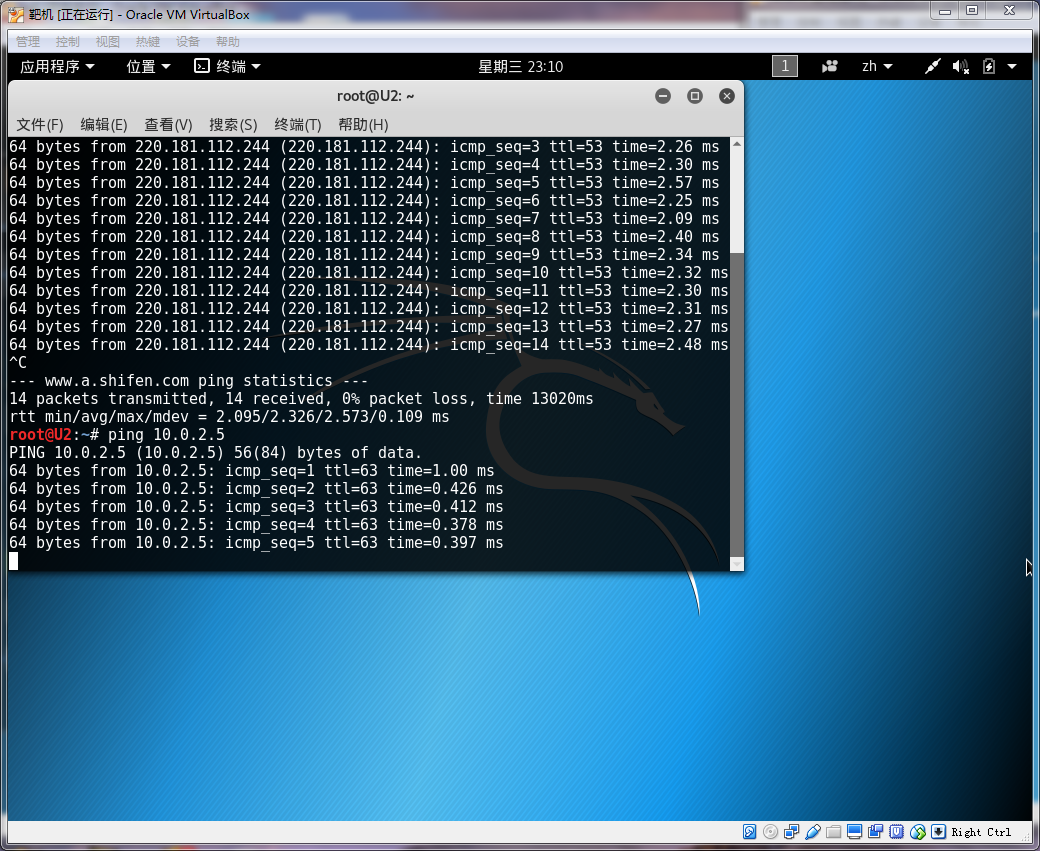 靶机 [正在运行] - Oracle VM VirtualBox
管理 控制 视图 热键 设备 帮助
应用程序 位置 终端 星期三 23:10 1 zh
root@U2: ~
文件(F) 编辑(E) 查看(V) 搜索(S) 终端(T) 帮助(H)
64 bytes from 220.181.112.244 (220.181.112.244): icmp_seq=3 ttl=53 time=2.26 ms
64 bytes from 220.181.112.244 (220.181.112.244): icmp_seq=4 ttl=53 time=2.30 ms
64 bytes from 220.181.112.244 (220.181.112.244): icmp_seq=5 ttl=53 time=2.57 ms
64 bytes from 220.181.112.244 (220.181.112.244): icmp_seq=6 ttl=53 time=2.25 ms
64 bytes from 220.181.112.244 (220.181.112.244): icmp_seq=7 ttl=53 time=2.09 ms
64 bytes from 220.181.112.244 (220.181.112.244): icmp_seq=8 ttl=53 time=2.40 ms
64 bytes from 220.181.112.244 (220.181.112.244): icmp_seq=9 ttl=53 time=2.34 ms
64 bytes from 220.181.112.244 (220.181.112.244): icmp_seq=10 ttl=53 time=2.32 ms
64 bytes from 220.181.112.244 (220.181.112.244): icmp_seq=11 ttl=53 time=2.30 ms
64 bytes from 220.181.112.244 (220.181.112.244): icmp_seq=12 ttl=53 time=2.31 ms
64 bytes from 220.181.112.244 (220.181.112.244): icmp_seq=13 ttl=53 time=2.27 ms
64 bytes from 220.181.112.244 (220.181.112.244): icmp_seq=14 ttl=53 time=2.48 ms
^C
--- www.a.shifen.com ping statistics ---
14 packets transmitted, 14 received, 0% packet loss, time 13020ms
rtt min/avg/max/mdev = 2.095/2.326/2.573/0.109 ms
root@U2:~# ping 10.0.2.5
PING 10.0.2.5 (10.0.2.5) 56(84) bytes of data.
64 bytes from 10.0.2.5: icmp_seq=1 ttl=63 time=1.00 ms
64 bytes from 10.0.2.5: icmp_seq=2 ttl=63 time=0.426 ms
64 bytes from 10.0.2.5: icmp_seq=3 ttl=63 time=0.412 ms
64 bytes from 10.0.2.5: icmp_seq=4 ttl=63 time=0.378 ms
64 bytes from 10.0.2.5: icmp_seq=5 ttl=63 time=0.397 ms
Right Ctrl